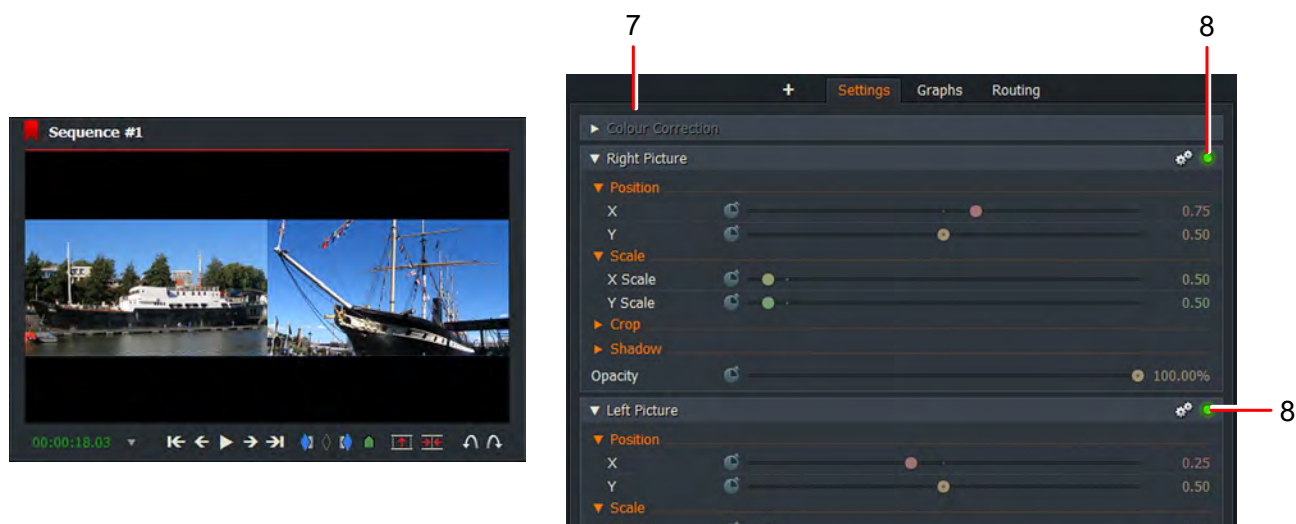 7
8
Sequence #1
00:00:18.03
+ Settings Graphs Routing
Colour Correction
Right Picture
Position
X 0.75
Y 0.50
Scale
X Scale 0.50
Y Scale 0.50
Crop
Shadow
Opacity 100.00%
Left Picture
8
Position
X 0.25
Y 0.50
Scale